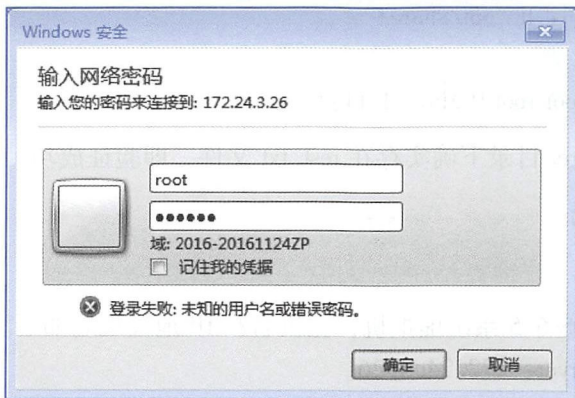 Windows 安全
输入网络密码
输入您的密码来连接到: 172.24.3.26
root
●●●●●●
域: 2016-20161124ZP
记住我的凭据
登录失败: 未知的用户名或错误密码。
确定
取消